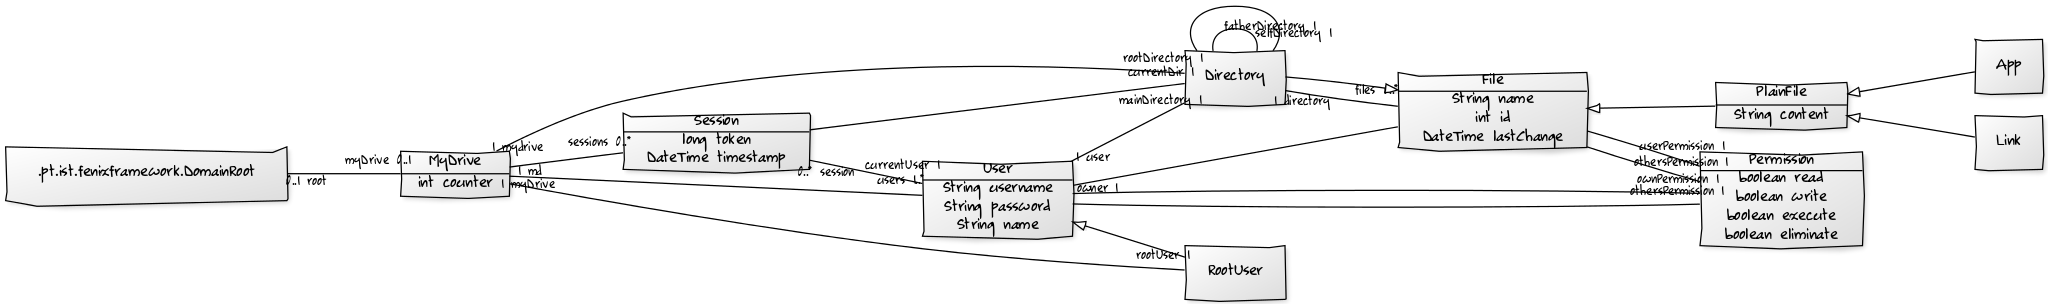 .pt.ist.fenixframework.DomainRoot
0..1 root
myDrive 0..1
MyDrive
int counter
1 mydrive
1 md
1 myDrive
sessions 0..*
Session
long token
DateTime timestamp
0..* session
currentUser 1
users 1..*
User
String username
String password
String name
1 user
owner 1
fatherDirectory 1
selfDirectory 1
rootDirectory 1
currentDir 1
mainDirectory 1
Directory
1 directory
rootUser 1
RootUser
files 1..*
File
String name
int id
DateTime lastChange
userPermission 1
othersPermission 1
ownPermission 1
othersPermission 1
PlainFile
String content
Permission
boolean read
boolean write
boolean execute
boolean eliminate
App
Link